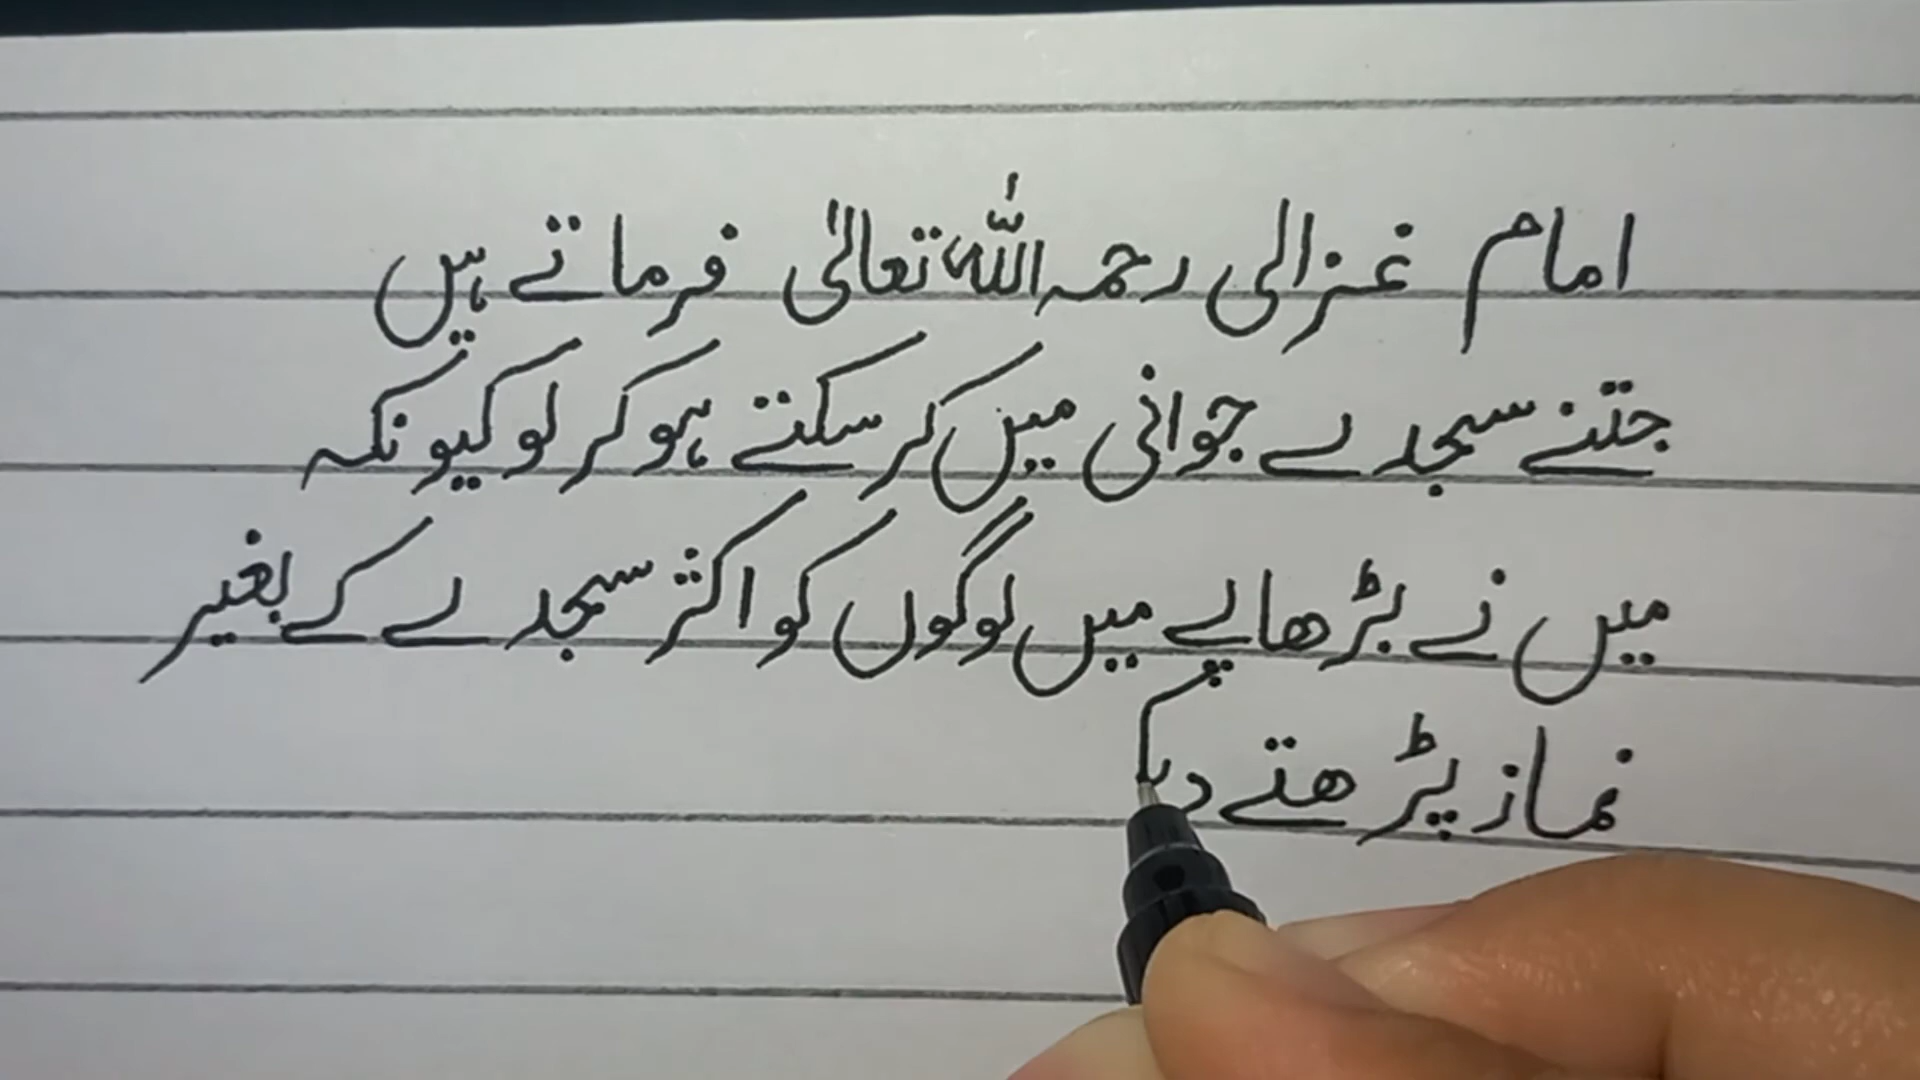 امام غزالی رحمہ اللہ تعالیٰ فرماتے ہیں
جتنے سجدے جوانی میں کر سکتے ہو کر لو کیونکہ
میں نے بڑھاپے میں لوگوں کو اکثر سجدے کے بغیر
نماز پڑھتے